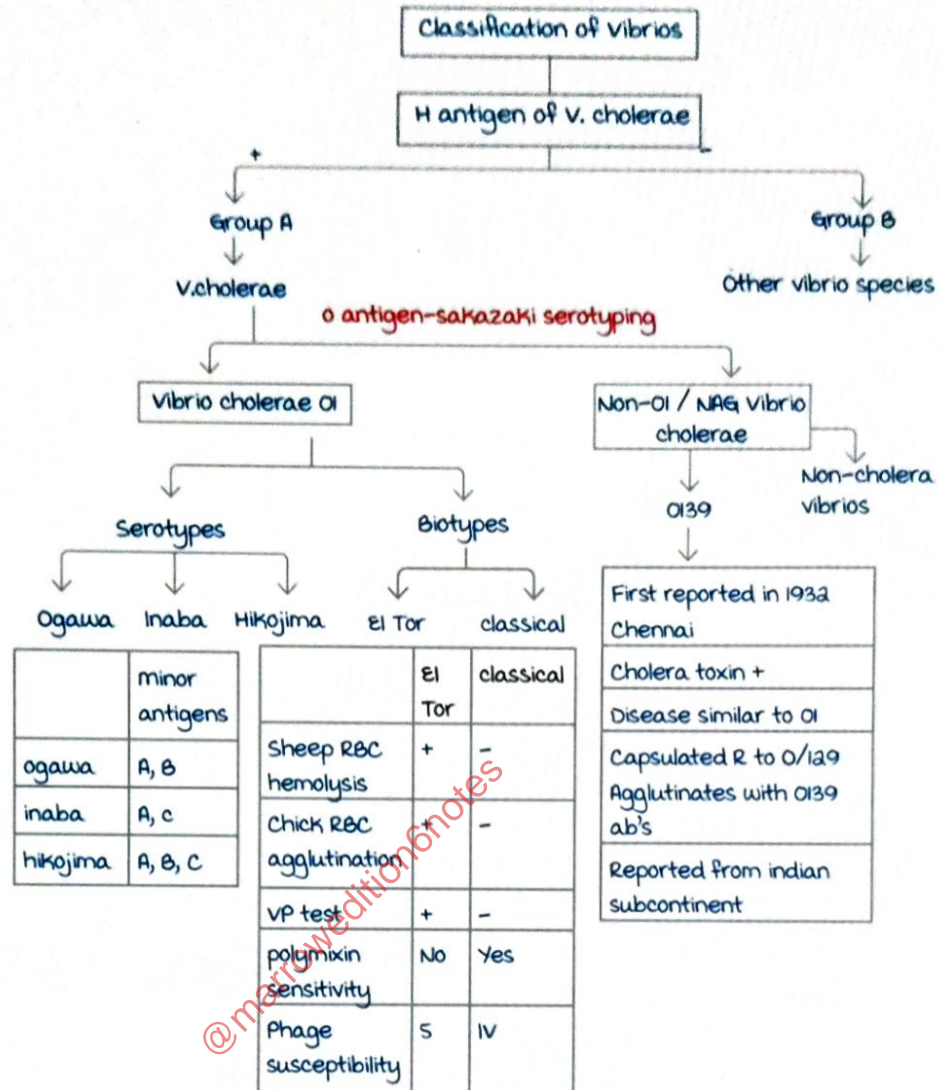 Classification of vibrios
H antigen of V. cholerae
+
-
Group A
Group B
V.cholerae
Other vibrio species
O antigen-sakazaki serotyping
Vibrio cholerae O1
Non-O1 / NAG Vibrio
cholerae
Non-cholera
vibrios
O139
Serotypes
Biotypes
Ogawa
Inaba
Hikojima
El Tor
classical
minor
antigens
ogawa
A, B
inaba
A, C
hikojima
A, B, C
El
Tor
classical
Sheep RBC
hemolysis
+
-
Chick RBC
agglutination
+
-
VP test
+
-
polymixin
sensitivity
No
Yes
Phage
susceptibility
5
IV
First reported in 1932
Chennai
Cholera toxin +
Disease similar to O1
Capsulated R to O/129
Agglutinates with O139
ab's
Reported from indian
subcontinent
@marrowedition6notes